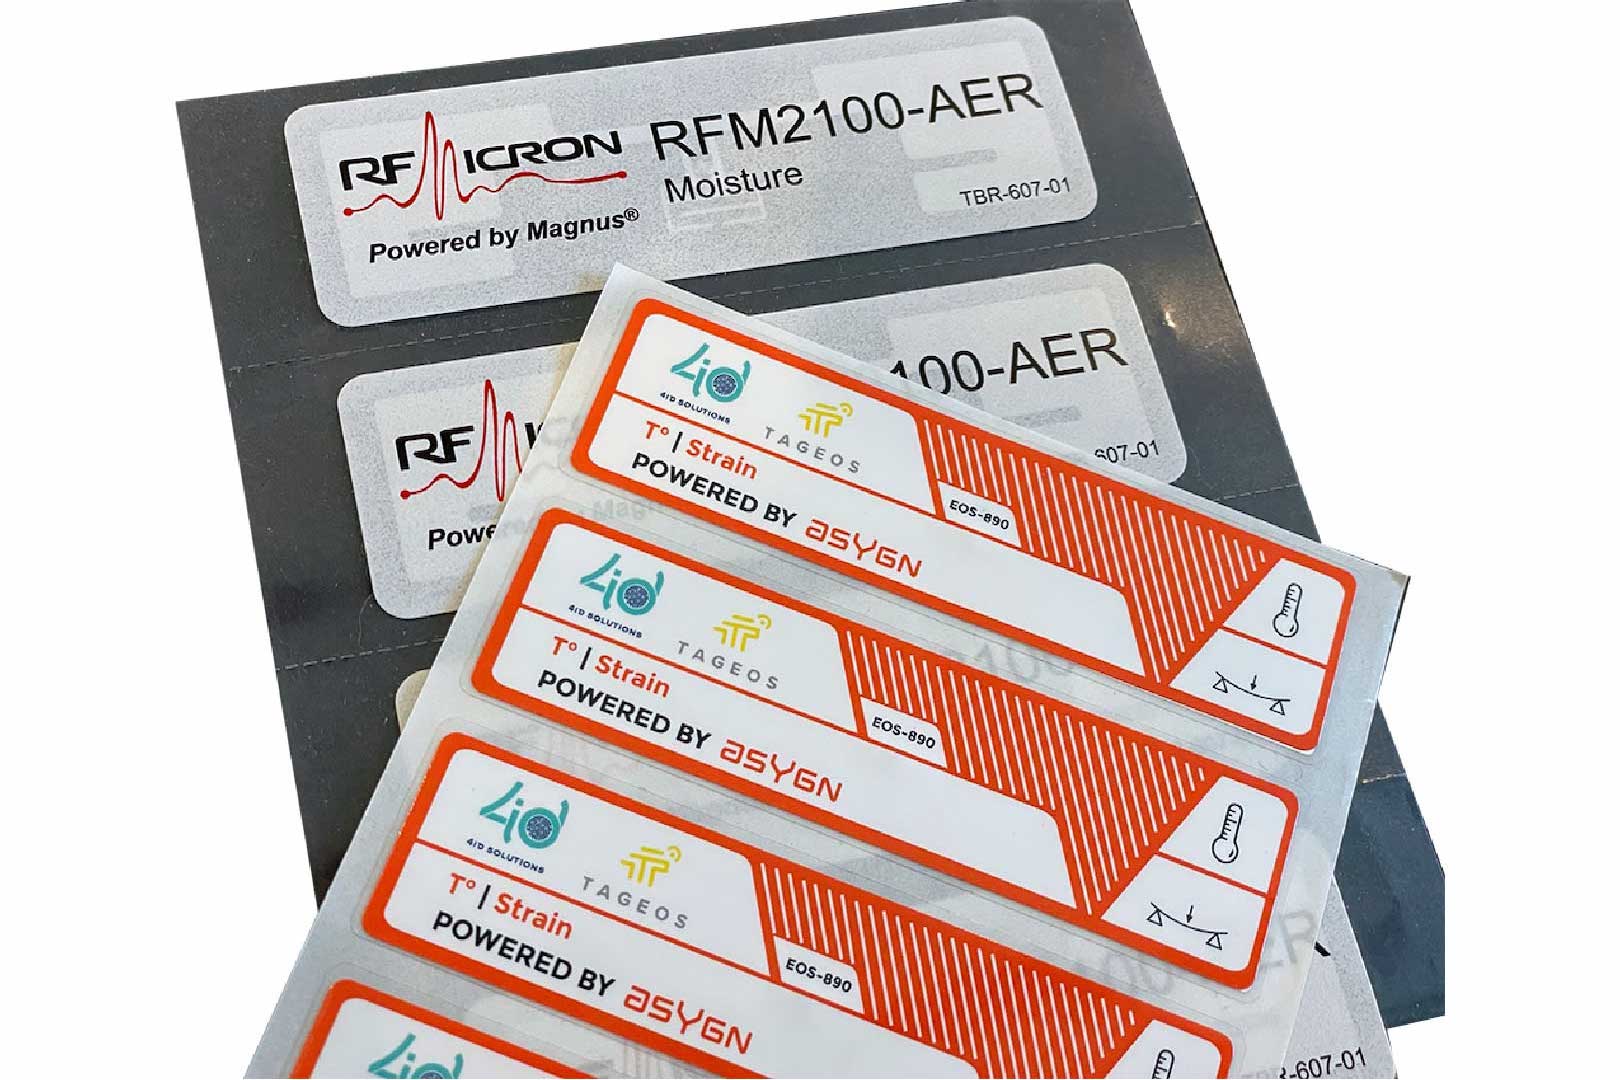 RFMICRON
RFM2100-AER
Moisture
Powered by Magnus®
TBR-607-01
RF
100-AER
607-01
4iD
4iD SOLUTIONS
TAGEOS
T° | Strain
POWERED BY asygn
EOS-890
4iD
4iD SOLUTIONS
TAGEOS
T° | Strain
POWERED BY asygn
EOS-890
4iD
4iD SOLUTIONS
TAGEOS
T° | Strain
POWERED BY asygn
EOS-890
4iD
-607-01